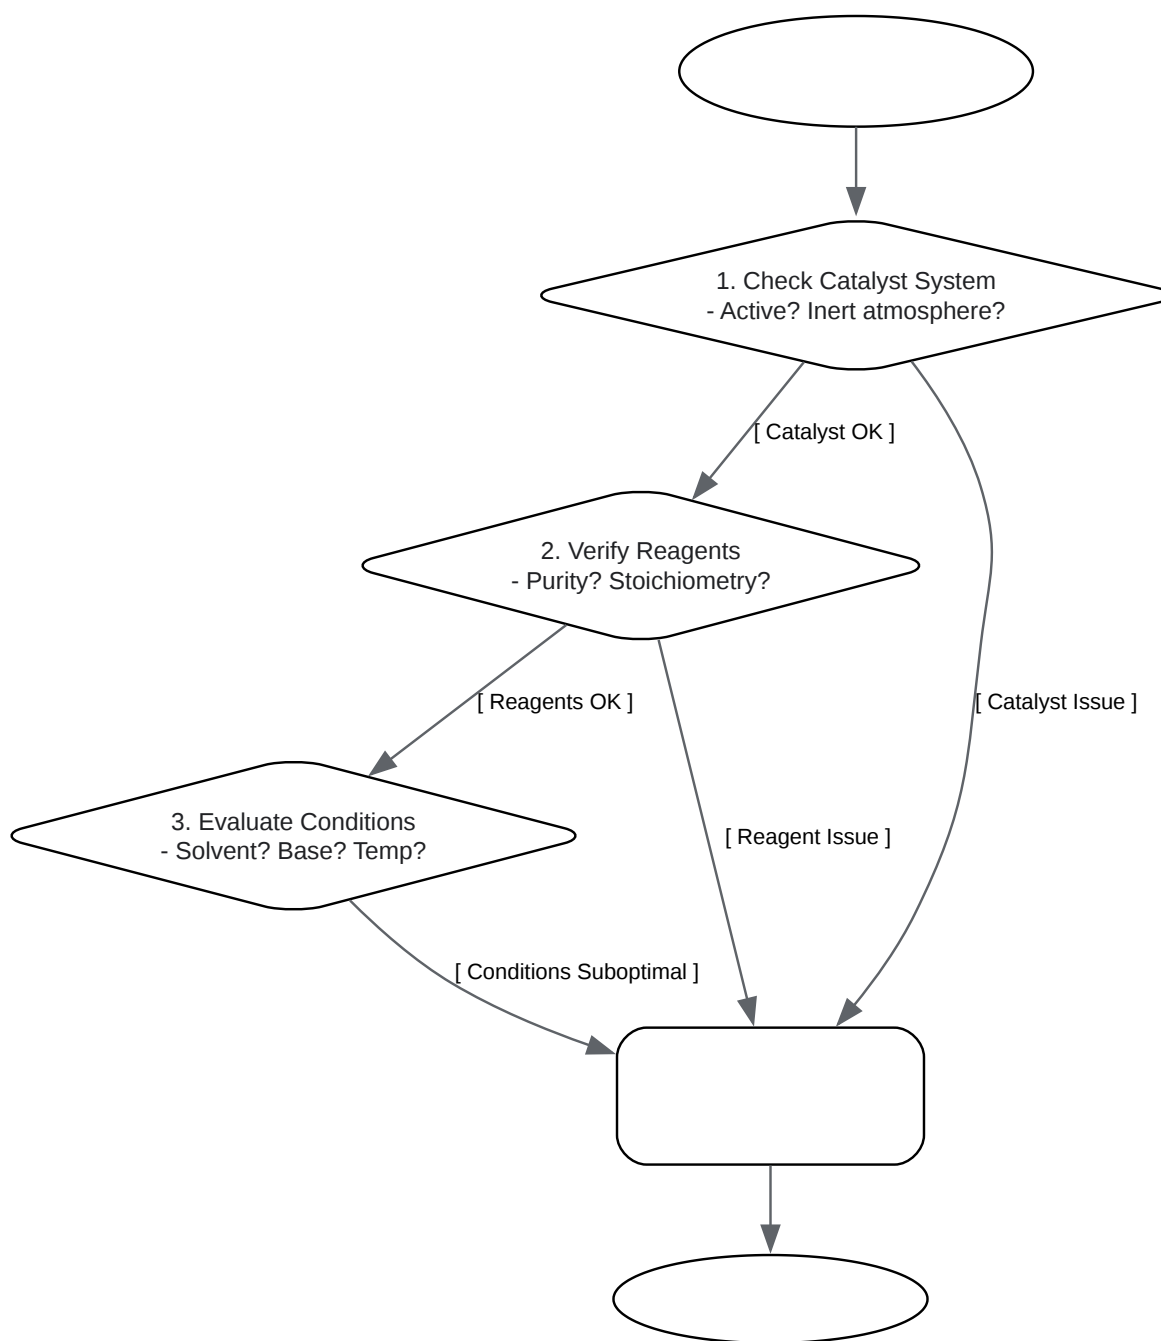 1. Check Catalyst System
- Active? Inert atmosphere?
[ Catalyst OK ]
2. Verify Reagents
- Purity? Stoichiometry?
[ Reagents OK ]
[ Catalyst Issue ]
3. Evaluate Conditions
- Solvent? Base? Temp?
[ Reagent Issue ]
[ Conditions Suboptimal ]